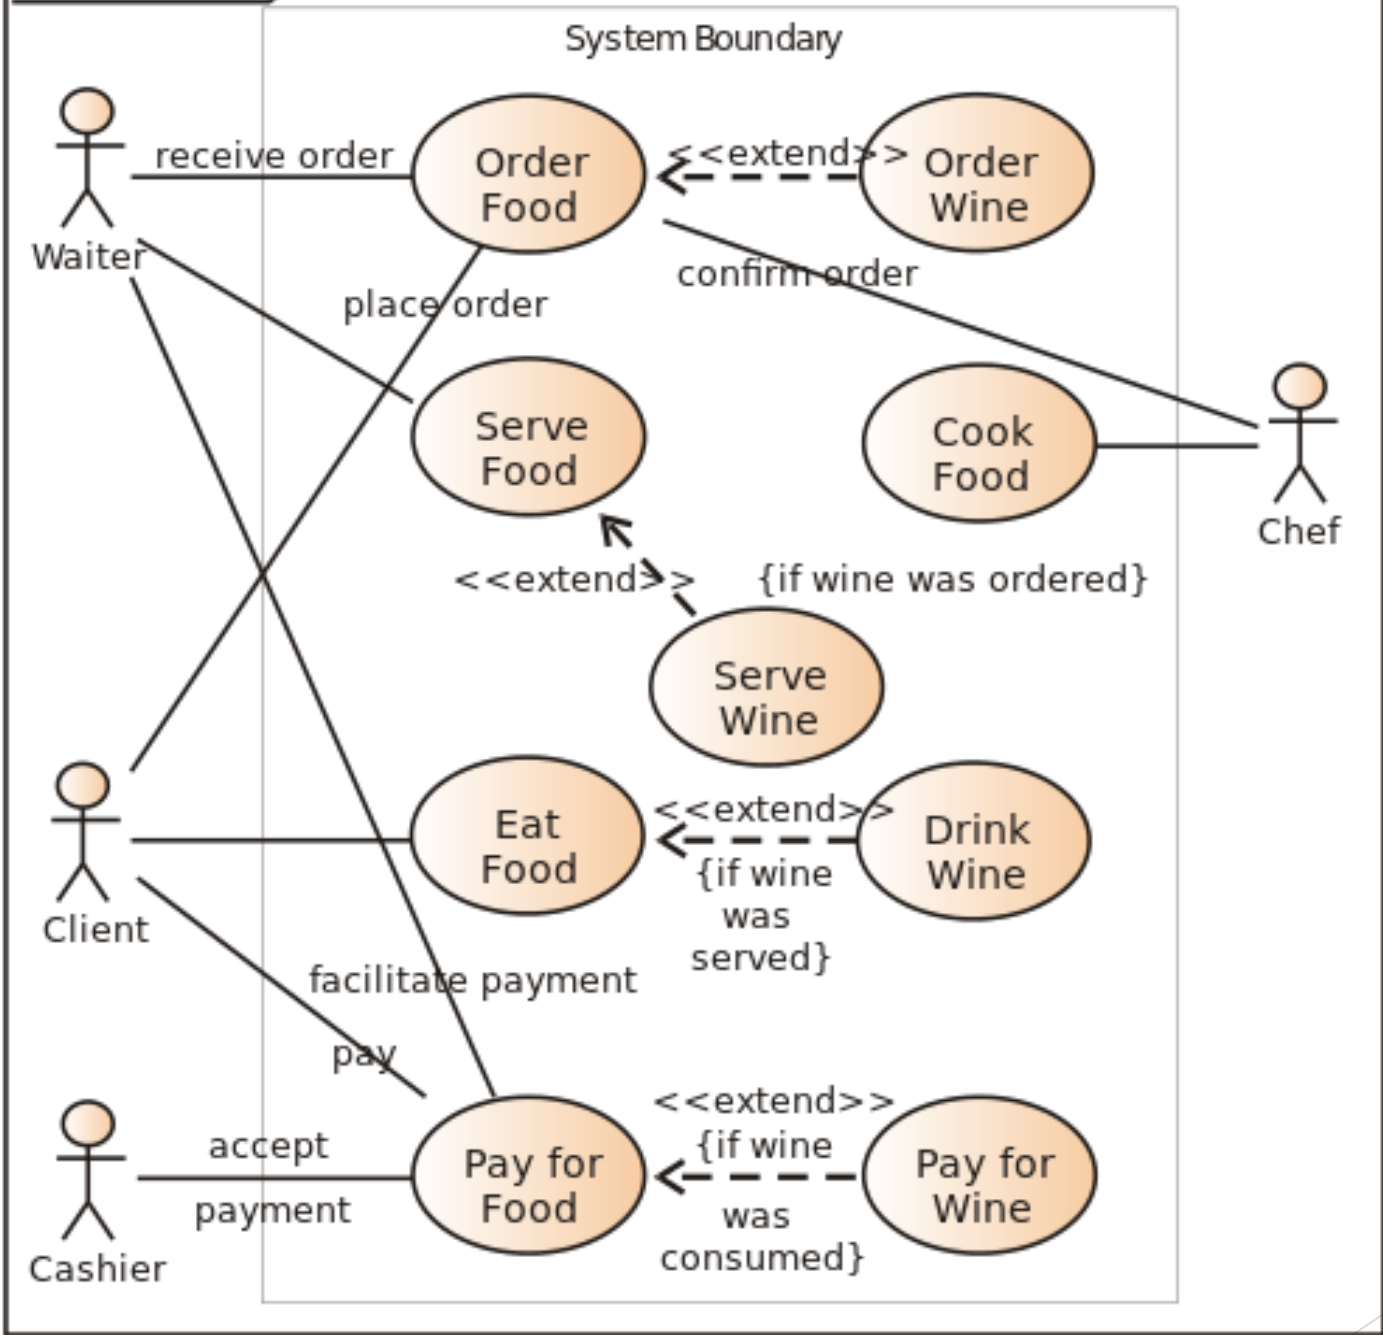 System Boundary
receive order
Order
Food
<<extend>>
Order
Wine
Waiter
confirm order
place order
Serve
Food
Cook
Food
Chef
<<extend>>
{if wine was ordered}
Serve
Wine
Eat
Food
<<extend>>
{if wine
was
served}
Drink
Wine
Client
facilitate payment
pay
accept
payment
Pay for
Food
<<extend>>
{if wine
was
consumed}
Pay for
Wine
Cashier